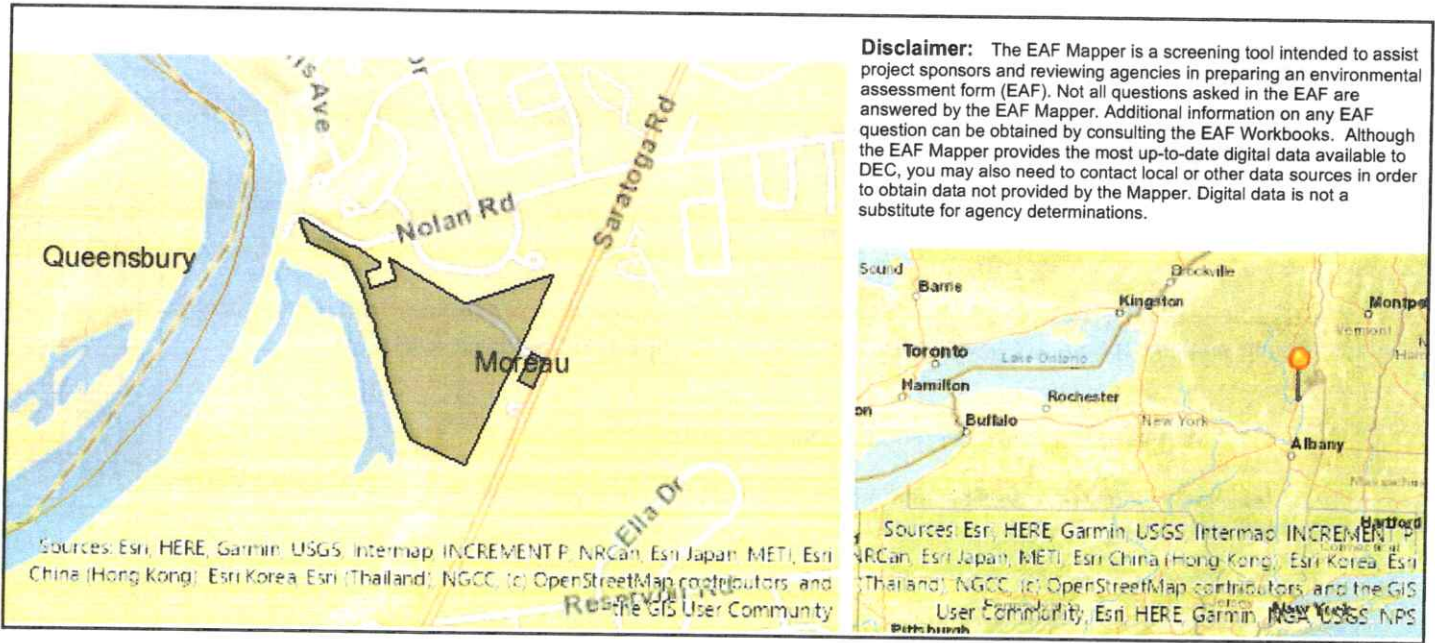 Disclaimer: The EAF Mapper is a screening tool intended to assist
project sponsors and reviewing agencies in preparing an environmental
assessment form (EAF). Not all questions asked in the EAF are
answered by the EAF Mapper. Additional information on any EAF
question can be obtained by consulting the EAF Workbooks. Although
the EAF Mapper provides the most up-to-date digital data available to
DEC, you may also need to contact local or other data sources in order
to obtain data not provided by the Mapper. Digital data is not a
substitute for agency determinations.
Ave
Dr
Saratoga Rd
Nolan Rd
Queensbury
Moreau
Ella Dr
Reservoir Rd
Sources: Esri, HERE, Garmin, USGS, Intermap, INCREMENT P, NRCan, Esri Japan, METI, Esri
China (Hong Kong), Esri Korea, Esri (Thailand), NGCC, (c) OpenStreetMap contributors, and
the GIS User Community
Sound
Barrie
Brockville
Kingston
Vermont
Toronto
Lake Ontario
Hamilton
Rochester
Buffalo
New York
Albany
Hartford
New York
Pittsburgh
Sources: Esri, HERE, Garmin, USGS, Intermap, INCREMENT P,
NRCan, Esri Japan, METI, Esri China (Hong Kong), Esri Korea, Esri
(Thailand), NGCC, (c) OpenStreetMap contributors, and the GIS
User Community, Esri, HERE, Garmin, NGA, USGS, NPS